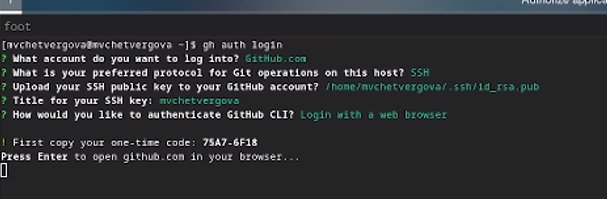 Authorize applica
foot
[mvchetvergova@mvchetvergova ~]$ gh auth login
? What account do you want to log into? GitHub.com
? What is your preferred protocol for Git operations on this host? SSH
? Upload your SSH public key to your GitHub account? /home/mvchetvergova/.ssh/id_rsa.pub
? Title for your SSH key: mvchetvergova
? How would you like to authenticate GitHub CLI? Login with a web browser
! First copy your one-time code: 75A7-6F18
Press Enter to open github.com in your browser...